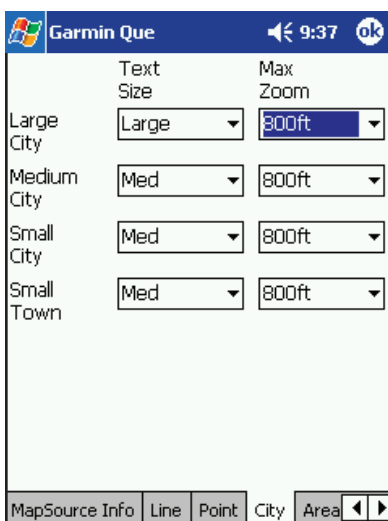 Garmin Que 9:37 ok
Text Size Max Zoom
Large City Large 800ft
Medium City Med 800ft
Small City Med 800ft
Small Town Med 800ft
MapSource Info Line Point City Area